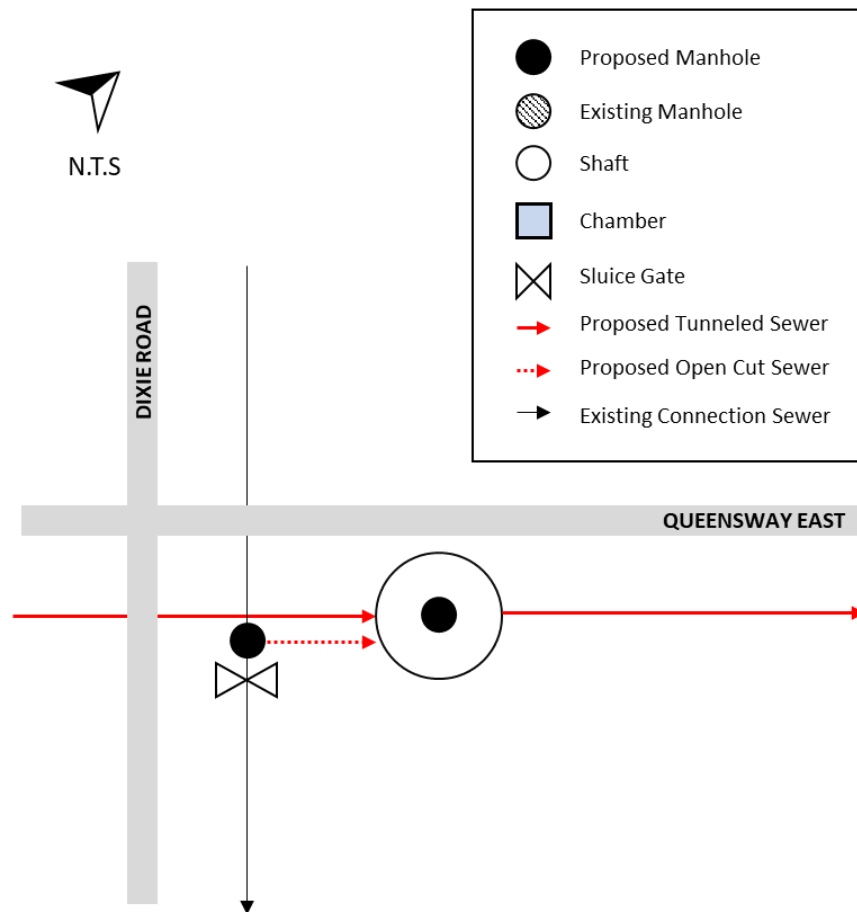 N.T.S
Proposed Manhole
Existing Manhole
Shaft
Chamber
Sluice Gate
Proposed Tunneled Sewer
Proposed Open Cut Sewer
Existing Connection Sewer
DIXIE ROAD
QUEENSWAY EAST